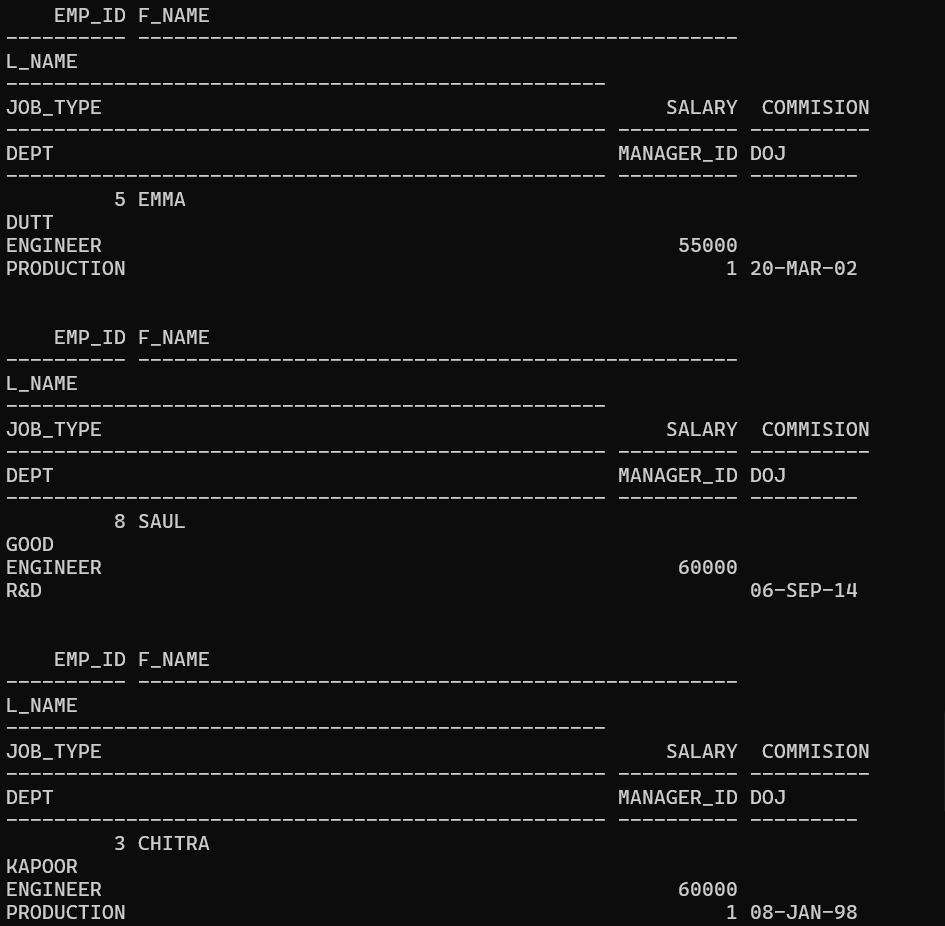 EMP_ID F_NAME
---------- --------------------------------------------------
L_NAME
--------------------------------------------------
JOB_TYPE                                               SALARY  COMMISION
-------------------------------------------------- ---------- ----------
DEPT                                               MANAGER_ID DOJ
-------------------------------------------------- ---------- ---------
         5 EMMA
DUTT
ENGINEER                                                55000
PRODUCTION                                                  1 20-MAR-02

    EMP_ID F_NAME
---------- --------------------------------------------------
L_NAME
--------------------------------------------------
JOB_TYPE                                               SALARY  COMMISION
-------------------------------------------------- ---------- ----------
DEPT                                               MANAGER_ID DOJ
-------------------------------------------------- ---------- ---------
         8 SAUL
GOOD
ENGINEER                                                60000
R&D                                                           06-SEP-14

    EMP_ID F_NAME
---------- --------------------------------------------------
L_NAME
--------------------------------------------------
JOB_TYPE                                               SALARY  COMMISION
-------------------------------------------------- ---------- ----------
DEPT                                               MANAGER_ID DOJ
-------------------------------------------------- ---------- ---------
         3 CHITRA
KAPOOR
ENGINEER                                                60000
PRODUCTION                                                  1 08-JAN-98